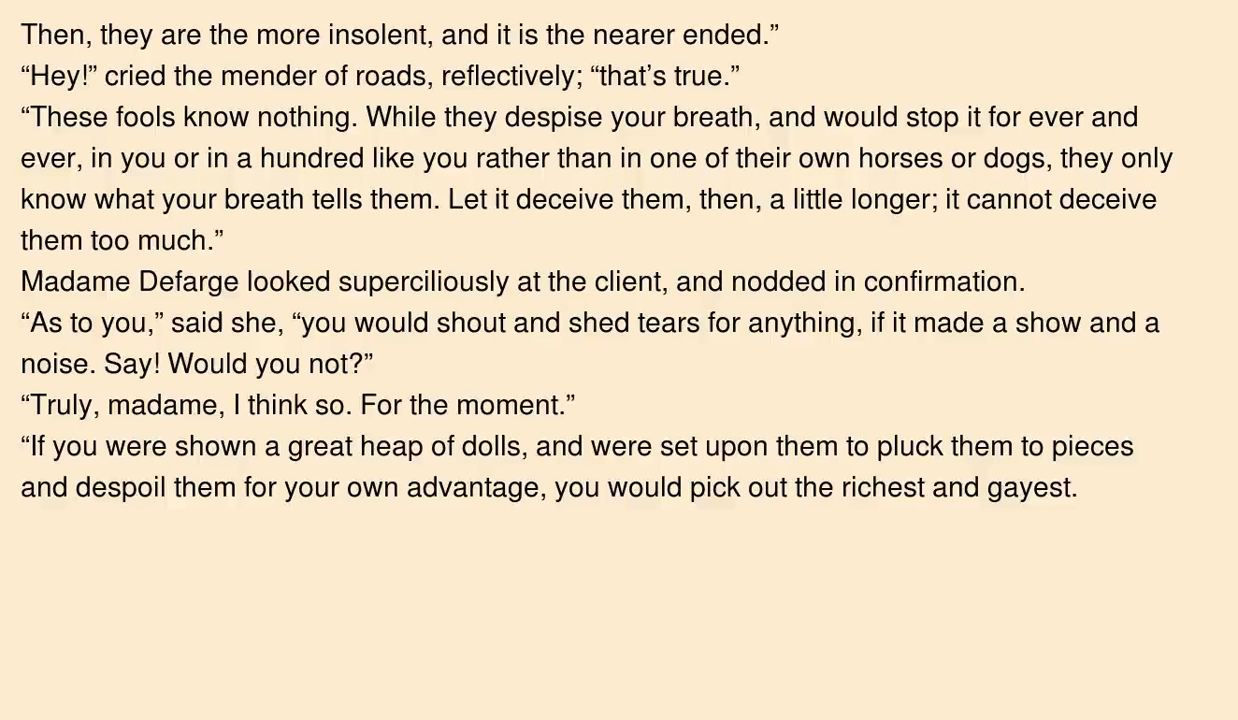 Then, they are the more insolent, and it is the nearer ended.”
“Hey!” cried the mender of roads, reflectively; “that’s true.”
“These fools know nothing. While they despise your breath, and would stop it for ever and
ever, in you or in a hundred like you rather than in one of their own horses or dogs, they only
know what your breath tells them. Let it deceive them, then, a little longer; it cannot deceive
them too much.”
Madame Defarge looked superciliously at the client, and nodded in confirmation.
“As to you,” said she, “you would shout and shed tears for anything, if it made a show and a
noise. Say! Would you not?”
“Truly, madame, I think so. For the moment.”
“If you were shown a great heap of dolls, and were set upon them to pluck them to pieces
and despoil them for your own advantage, you would pick out the richest and gayest.